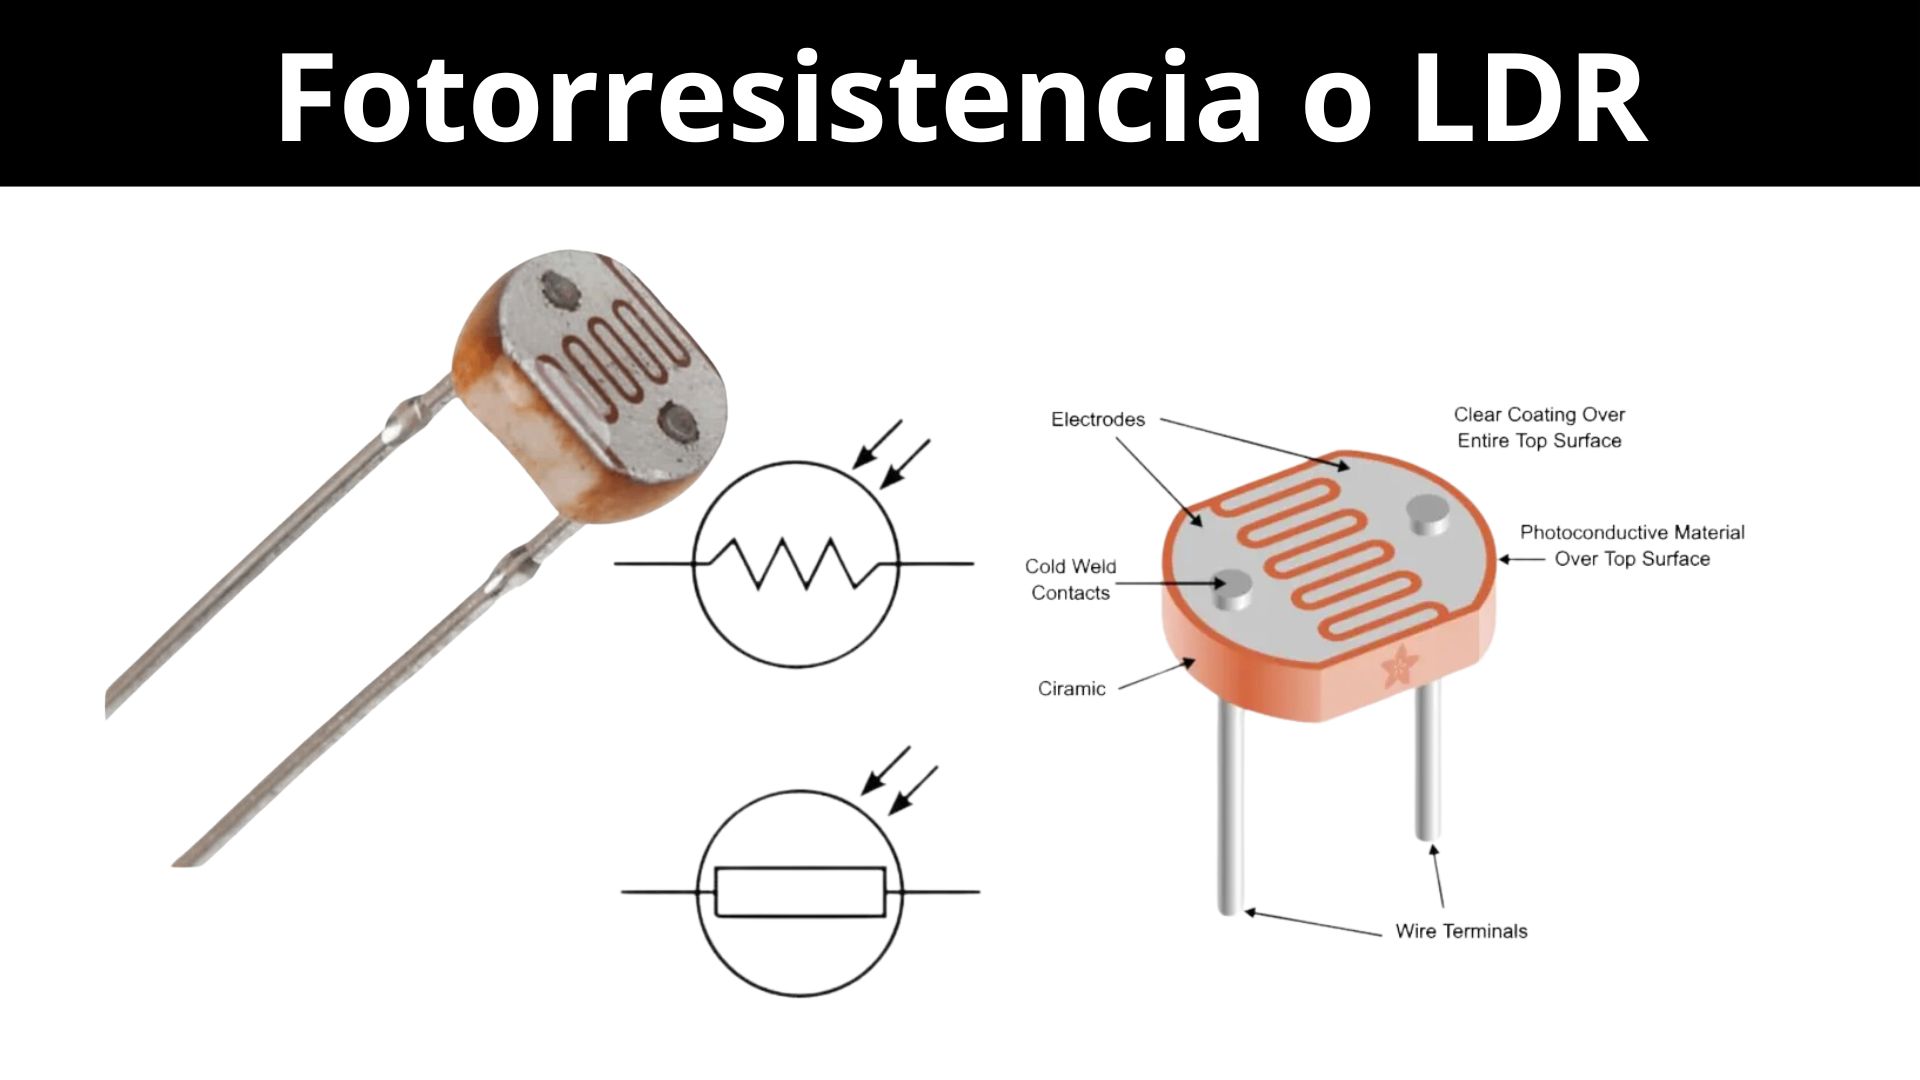 Fotorresistencia o LDR
Electrodes
Clear Coating Over
Entire Top Surface
Photoconductive Material
Over Top Surface
Cold Weld
Contacts
Ciramic
Wire Terminals